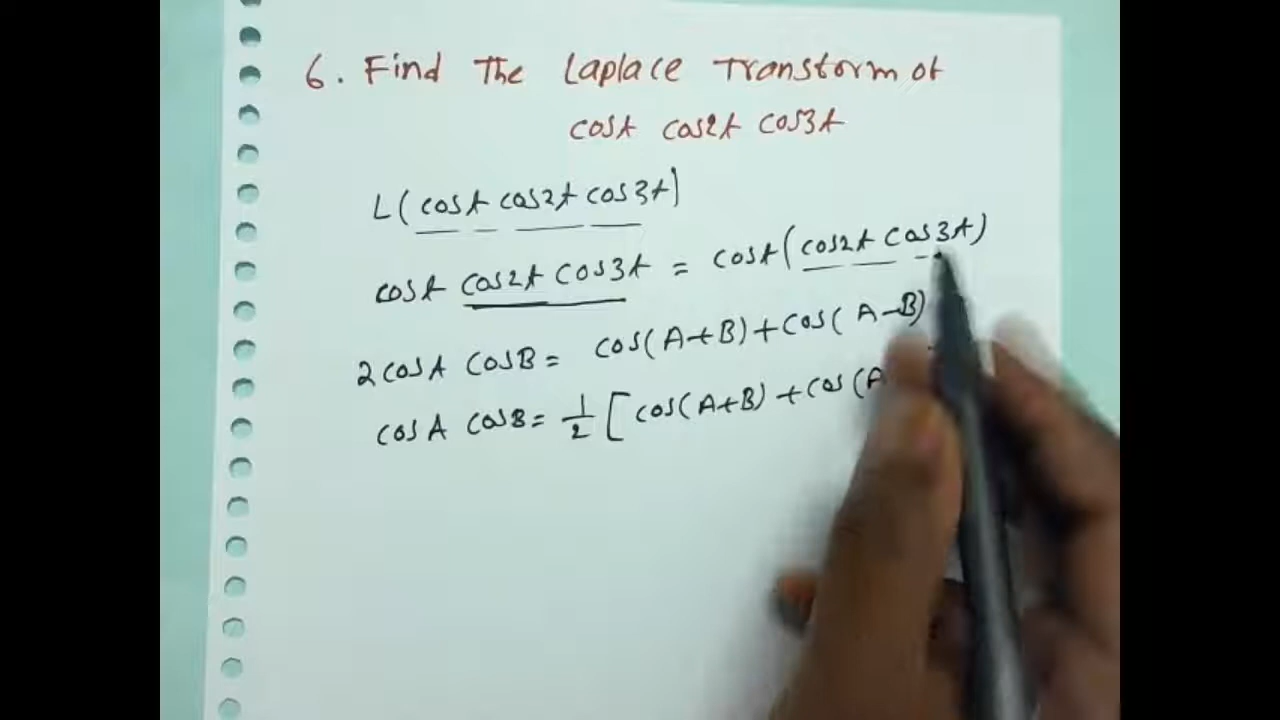 6. Find The Laplace Transform of
cost cos2t cos3t
L(cost cos2t cos3t)
cost cos2t cos3t = cost(cos2t cos3t)
2cosA cosB = cos(A+B)+cos(A-B)
cosA cosB = 1/2 [cos(A+B)+cos(A